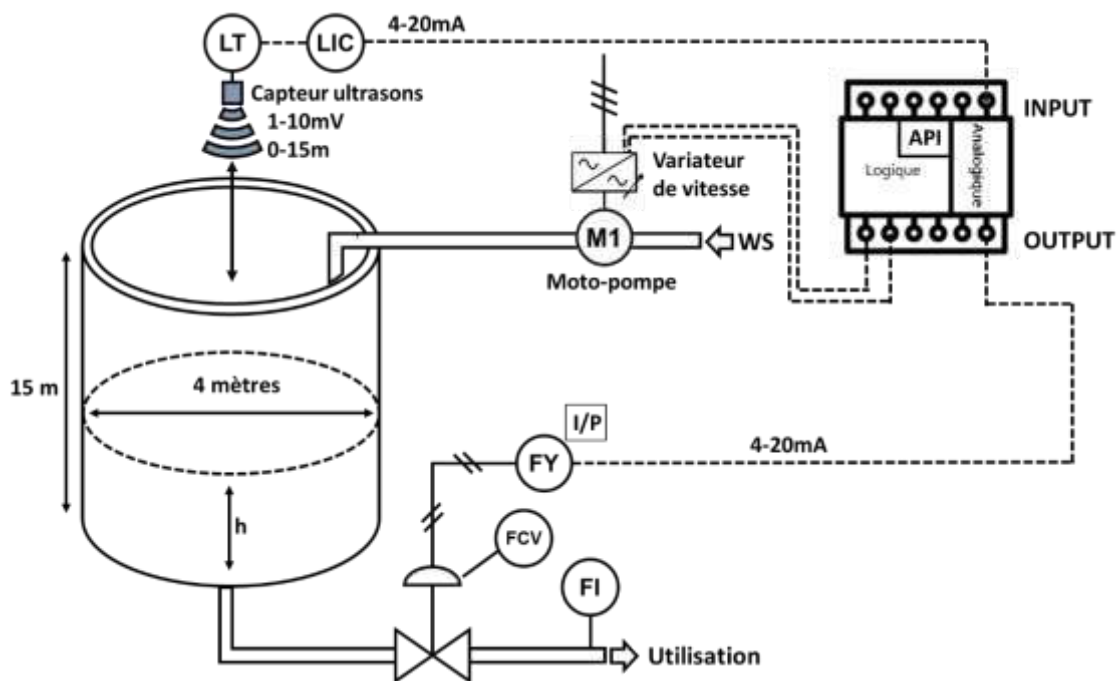 LT
LIC
4-20mA
Capteur ultrasons
1-10mV
0-15m
INPUT
API
Logique
Analogique
Variateur
de vitesse
OUTPUT
M1
WS
Moto-pompe
15 m
4 mètres
I/P
FY
4-20mA
h
FCV
FI
Utilisation